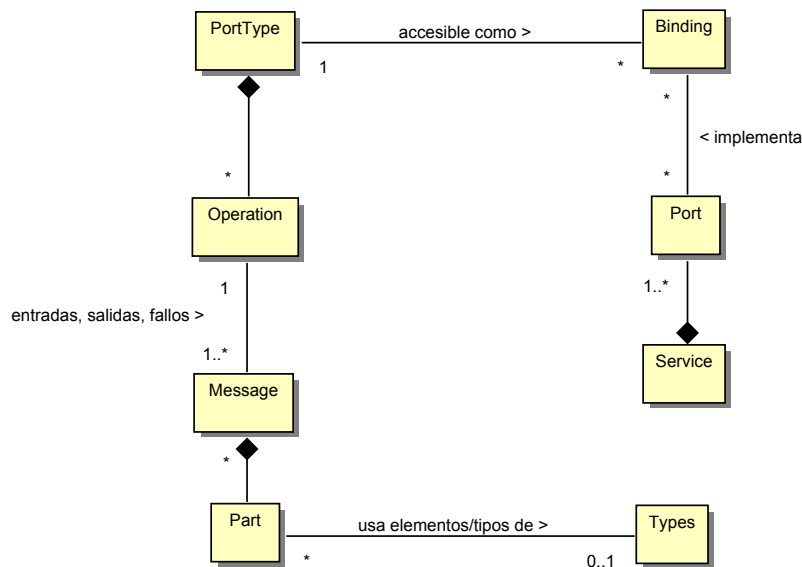 PortType
accesible como >
Binding
1
*
*
< implementa
*
*
Operation
Port
1
1..*
entradas, salidas, fallos >
1..*
Message
Service
*
Part
usa elementos/tipos de >
Types
*
0..1